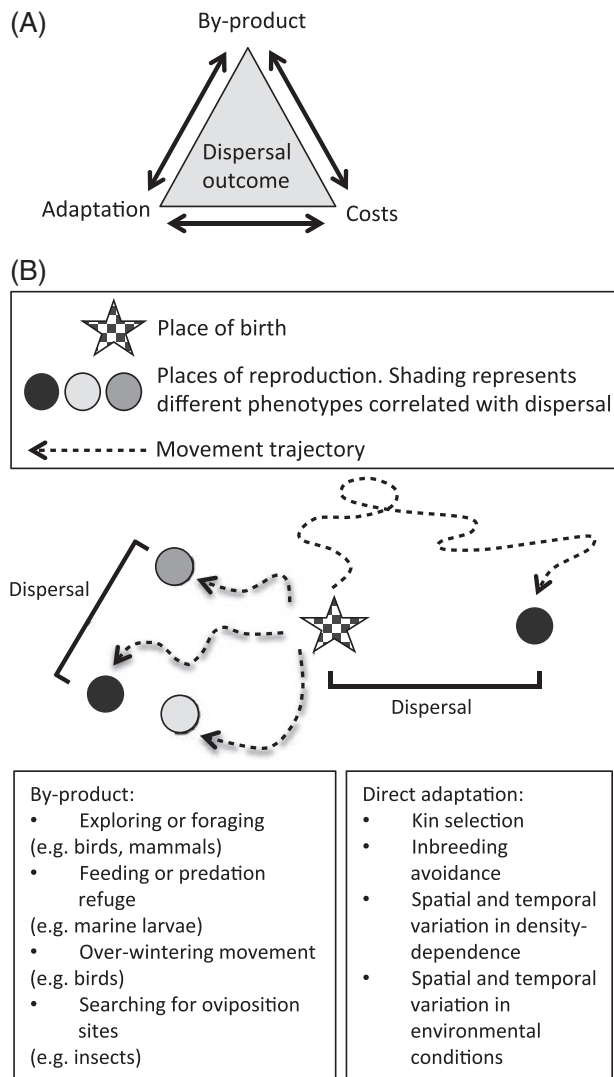 (A)
By-product
Dispersal
outcome
Adaptation
Costs
(B)
Place of birth
Places of reproduction. Shading represents
different phenotypes correlated with dispersal
Movement trajectory
Dispersal
Dispersal
By-product:
• Exploring or foraging
(e.g. birds, mammals)
• Feeding or predation
refuge
(e.g. marine larvae)
• Over-wintering movement
(e.g. birds)
• Searching for oviposition
sites
(e.g. insects)
Direct adaptation:
• Kin selection
• Inbreeding
avoidance
• Spatial and temporal
variation in density-
dependence
• Spatial and temporal
variation in
environmental
conditions